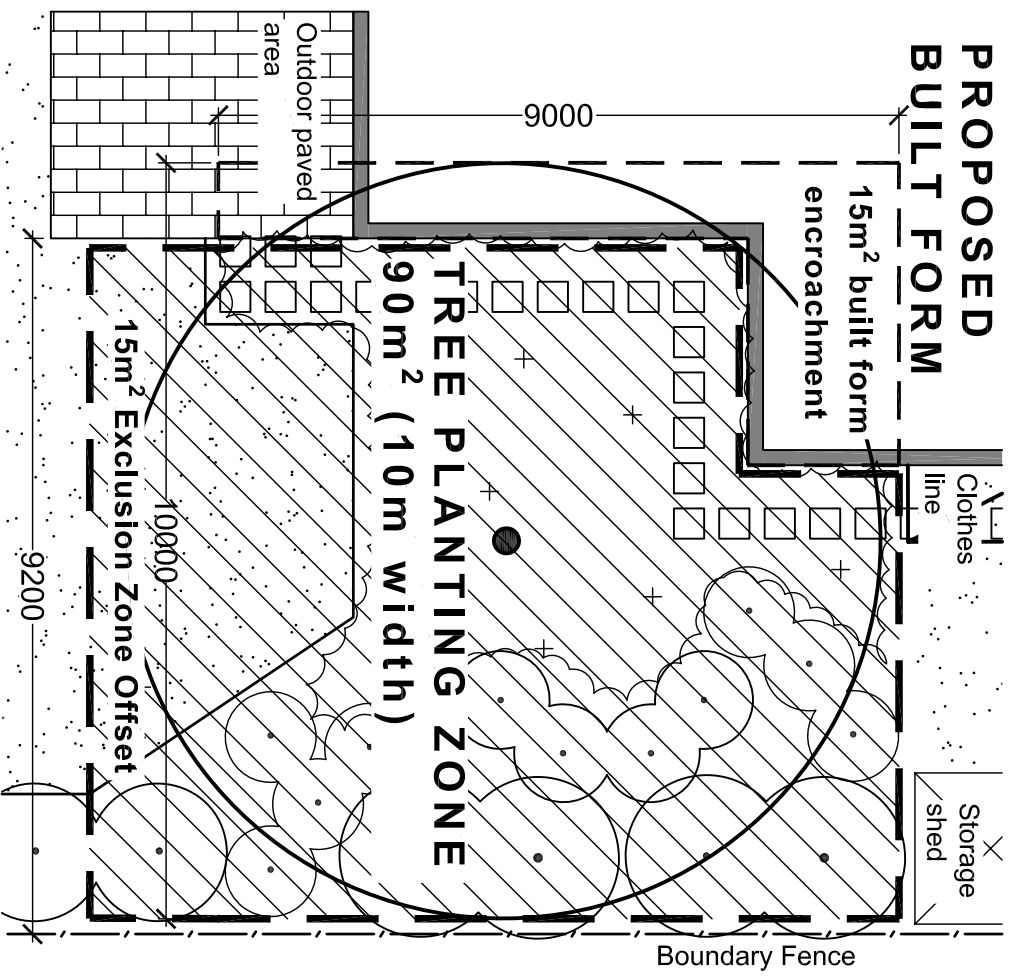 PROPOSED
BUILT FORM
15m² built form
encroachment
9000
Outdoor paved
area
TREE PLANTING ZONE
90m² (10m width)
15m² Exclusion Zone Offset
10000
9200
Clothes
line
Storage
shed
Boundary Fence